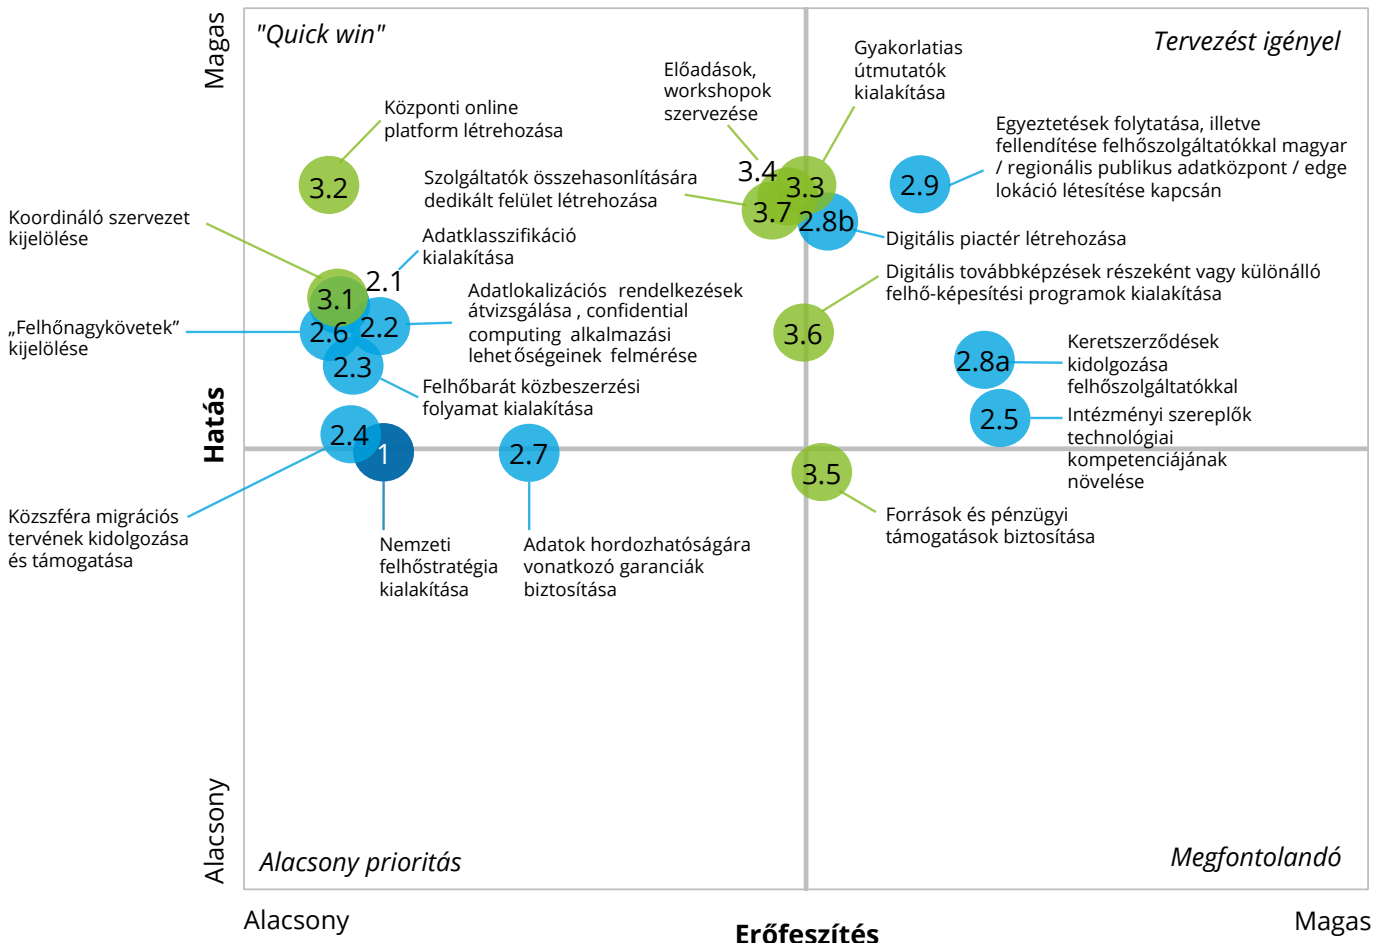 Magas
"Quick win"
Tervezést igényel
Gyakorlatias
útmutatók
kialakítása
Előadások,
workshopok
szervezése
Központi online
platform létrehozása
Egyeztetések folytatása, illetve
fellendítése felhőszolgáltatókkal magyar
/ regionális publikus adatközpont / edge
lokáció létesítése kapcsán
3.2
Szolgáltatók összehasonlítására
dedikált felület létrehozása
3.4
3.3
3.7
2.8b
2.9
Koordináló szervezet
kijelölése
Adatklasszifikáció
kialakítása
Digitális piactér létrehozása
2.1
3.1
Adatlokalizációs rendelkezések
átvizsgálása , confidential
computing alkalmazási
lehetőségeinek felmérése
Digitális továbbképzések részeként vagy különálló
felhő-képesítési programok kialakítása
„Felhőnagykövetek”
kijelölése
2.6
2.2
3.6
2.3
2.8a
Keretszerződések
kidolgozása
felhőszolgáltatókkal
Felhőbarát közbeszerzési
folyamat kialakítása
2.5
Intézményi szereplők
technológiai
kompetenciájának
növelése
Hatás
2.4
1
2.7
3.5
Közszféra migrációs
tervének kidolgozása
és támogatása
Nemzeti
felhőstratégia
kialakítása
Adatok hordozhatóságára
vonatkozó garanciák
biztosítása
Források és pénzügyi
támogatások biztosítása
Alacsony
Alacsony prioritás
Megfontolandó
Alacsony
Erőfeszítés
Magas